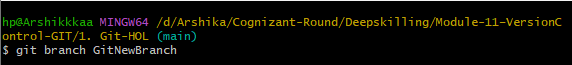 hp@Arshikkkaa MINGW64 /d/Arshika/Cognizant-Round/Deepskilling/Module-11-VersionC
ontrol-GIT/1. Git-HOL (main)
$ git branch GitNewBranch